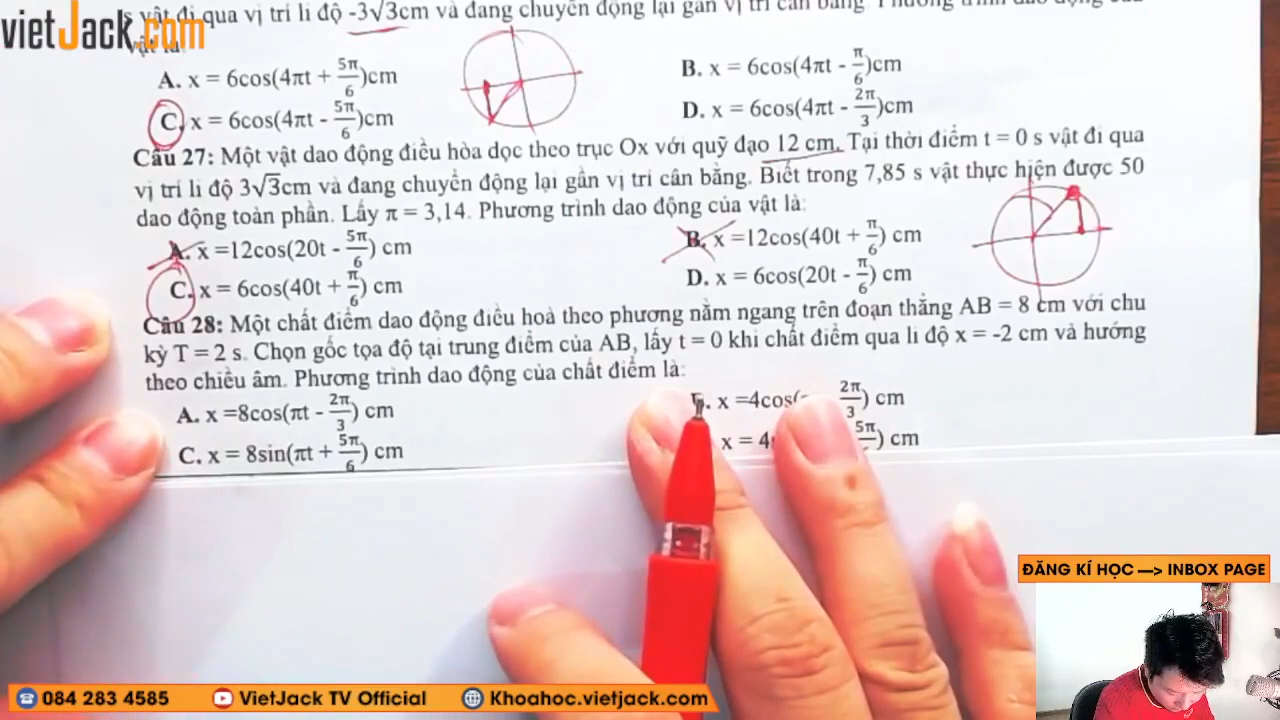 s vật đi qua vị trí li độ -3√3cm và đang chuyển động lại gần vị trí cân bằng. Phương trình dao động của
vietJack.com
vật là:
A. x = 6cos(4πt + 5π/6)cm
B. x = 6cos(4πt - π/6)cm
C. x = 6cos(4πt - 5π/6)cm
D. x = 6cos(4πt - 2π/3)cm
Câu 27: Một vật dao động điều hòa dọc theo trục Ox với quỹ đạo 12 cm. Tại thời điểm t = 0 s vật đi qua
vị trí li độ 3√3cm và đang chuyển động lại gần vị trí cân bằng. Biết trong 7,85 s vật thực hiện được 50
dao động toàn phần. Lấy π = 3,14. Phương trình dao động của vật là:
A. x =12cos(20t - 5π/6) cm
B. x =12cos(40t + π/6) cm
C. x = 6cos(40t + π/6) cm
D. x = 6cos(20t - π/6) cm
Câu 28: Một chất điểm dao động điều hoà theo phương nằm ngang trên đoạn thẳng AB = 8 cm với chu
kỳ T = 2 s. Chọn gốc tọa độ tại trung điểm của AB, lấy t = 0 khi chất điểm qua li độ x = -2 cm và hướng
theo chiều âm. Phương trình dao động của chất điểm là:
A. x =8cos(πt - 2π/3) cm
x =4cos( 2π/3) cm
C. x = 8sin(πt + 5π/6) cm
x = 4 5π ) cm
ĐĂNG KÍ HỌC —> INBOX PAGE
084 283 4585
VietJack TV Official
Khoahoc.vietjack.com